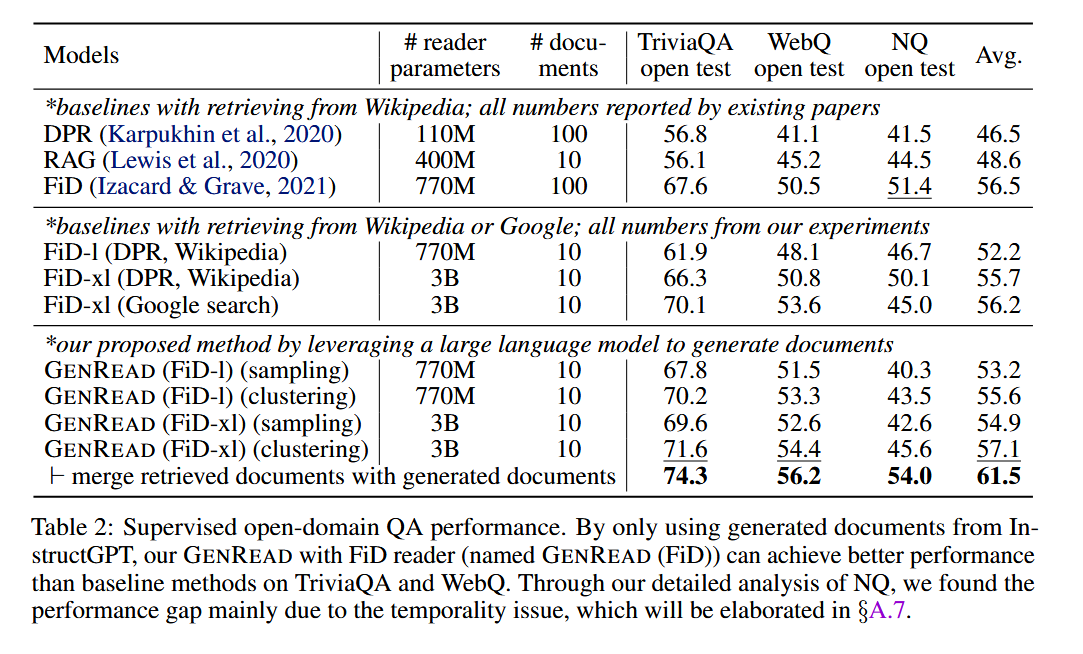 Models # reader parameters # docu-ments TriviaQA open test WebQ open test NQ open test Avg.
*baselines with retrieving from Wikipedia; all numbers reported by existing papers
DPR (Karpukhin et al., 2020) 110M 100 56.8 41.1 41.5 46.5
RAG (Lewis et al., 2020) 400M 10 56.1 45.2 44.5 48.6
FiD (Izacard & Grave, 2021) 770M 100 67.6 50.5 51.4 56.5
*baselines with retrieving from Wikipedia or Google; all numbers from our experiments
FiD-l (DPR, Wikipedia) 770M 10 61.9 48.1 46.7 52.2
FiD-xl (DPR, Wikipedia) 3B 10 66.3 50.8 50.1 55.7
FiD-xl (Google search) 3B 10 70.1 53.6 45.0 56.2
*our proposed method by leveraging a large language model to generate documents
GENREAD (FiD-l) (sampling) 770M 10 67.8 51.5 40.3 53.2
GENREAD (FiD-l) (clustering) 770M 10 70.2 53.3 43.5 55.6
GENREAD (FiD-xl) (sampling) 3B 10 69.6 52.6 42.6 54.9
GENREAD (FiD-xl) (clustering) 3B 10 71.6 54.4 45.6 57.1
⊢ merge retrieved documents with generated documents 74.3 56.2 54.0 61.5
Table 2: Supervised open-domain QA performance. By only using generated documents from In-
structGPT, our GENREAD with FiD reader (named GENREAD (FiD)) can achieve better performance
than baseline methods on TriviaQA and WebQ. Through our detailed analysis of NQ, we found the
performance gap mainly due to the temporality issue, which will be elaborated in §A.7.